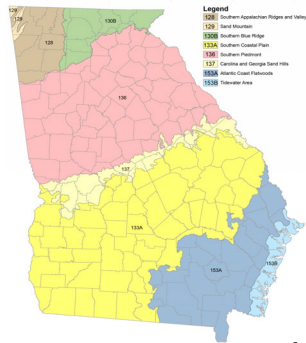 Legend
128 Southern Appalachian Ridges and Valley
129 Sand Mountain
130B Southern Blue Ridge
133A Southern Coastal Plain
136 Southern Piedmont
137 Carolina and Georgia Sand Hills
153A Atlantic Coast Flatwoods
153B Tidewater Area
129
129
128
130B
136
137
133A
153A
153B